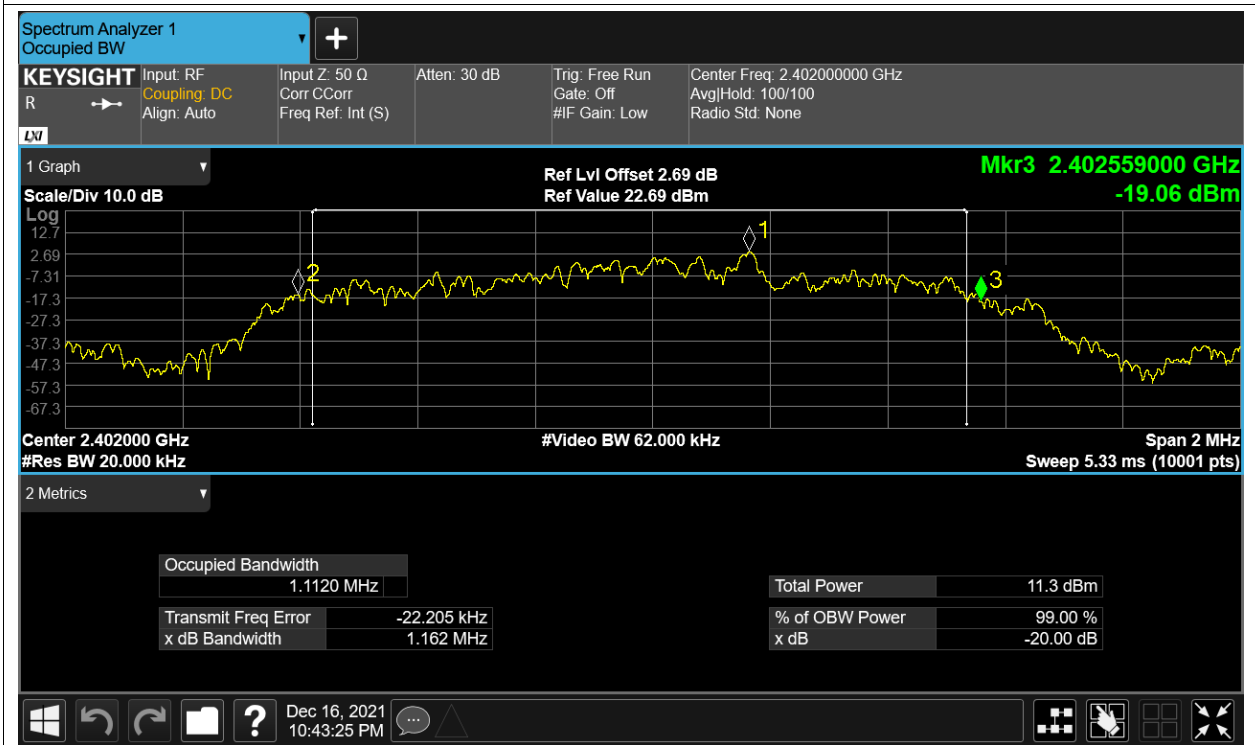 Spectrum Analyzer 1
Occupied BW
+
KEYSIGHT
R
LXI
Input: RF
Coupling: DC
Align: Auto
Input Z: 50 Ω
Corr CCorr
Freq Ref: Int (S)
Atten: 30 dB
Trig: Free Run
Gate: Off
#IF Gain: Low
Center Freq: 2.402000000 GHz
Avg|Hold: 100/100
Radio Std: None
1 Graph
Scale/Div 10.0 dB
Ref Lvl Offset 2.69 dB
Ref Value 22.69 dBm
Mkr3 2.402559000 GHz
-19.06 dBm
Log
12.7
2.69
-7.31
-17.3
-27.3
-37.3
-47.3
-57.3
-67.3
2
1
3
Center 2.402000 GHz
#Video BW 62.000 kHz
Span 2 MHz
#Res BW 20.000 kHz
Sweep 5.33 ms (10001 pts)
2 Metrics
Occupied Bandwidth
1.1120 MHz
Total Power 11.3 dBm
Transmit Freq Error -22.205 kHz
% of OBW Power 99.00 %
x dB Bandwidth 1.162 MHz
x dB -20.00 dB
?
Dec 16, 2021
10:43:25 PM